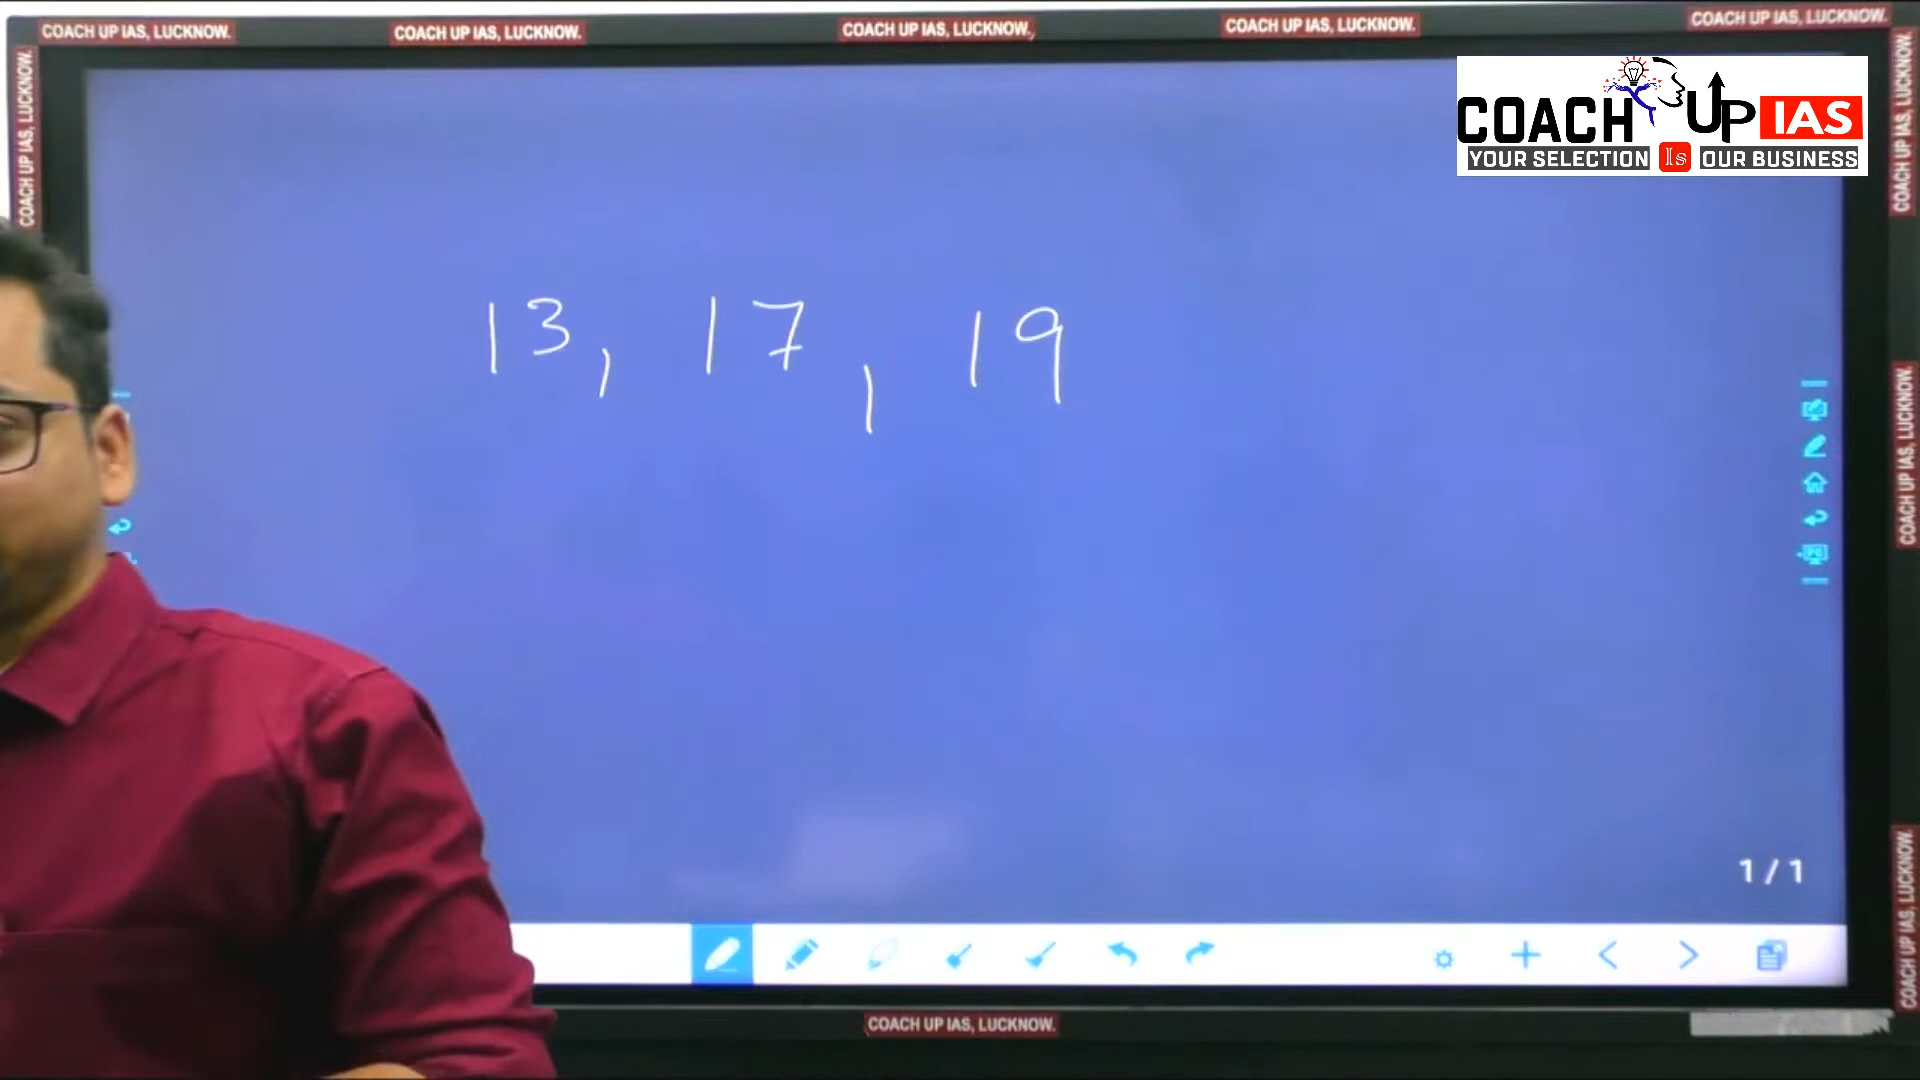 COACH UP IAS, LUCKNOW. COACH UP IAS, LUCKNOW. COACH UP IAS, LUCKNOW. COACH UP IAS, LUCKNOW. COACH UP IAS, LUCKNOW.
COACH UP IAS, LUCKNOW.
COACH UP IAS
YOUR SELECTION Is OUR BUSINESS
COACH UP IAS, LUCKNOW.
13, 17, 19
COACH UP IAS, LUCKNOW.
1 / 1
COACH UP IAS, LUCKNOW.
COACH UP IAS, LUCKNOW.